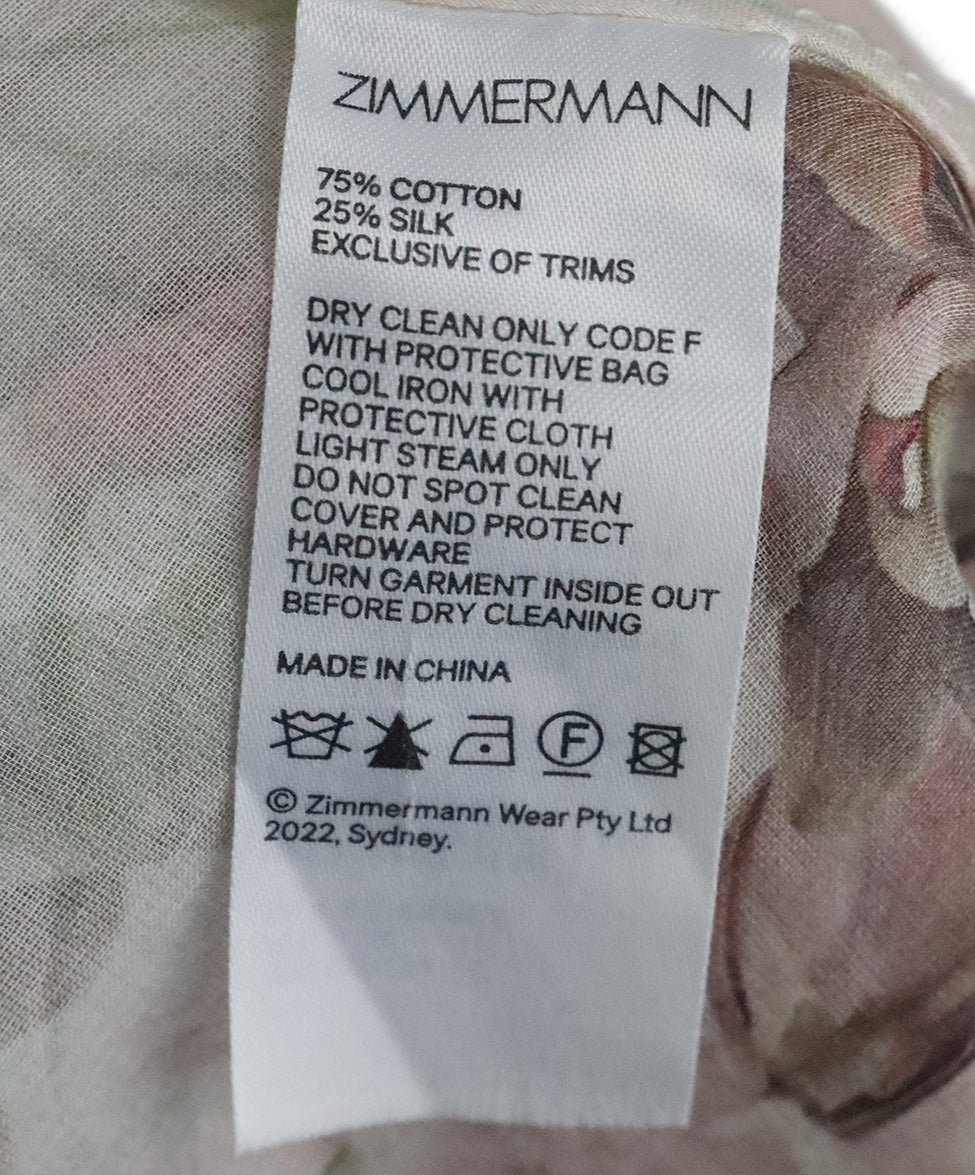 ZIMMERMANN
75% COTTON
25% SILK
EXCLUSIVE OF TRIMS
DRY CLEAN ONLY CODE F
WITH PROTECTIVE BAG
COOL IRON WITH
PROTECTIVE CLOTH
LIGHT STEAM ONLY
DO NOT SPOT CLEAN
COVER AND PROTECT
HARDWARE
TURN GARMENT INSIDE OUT
BEFORE DRY CLEANING
MADE IN CHINA
F
© Zimmermann Wear Pty Ltd
2022, Sydney.